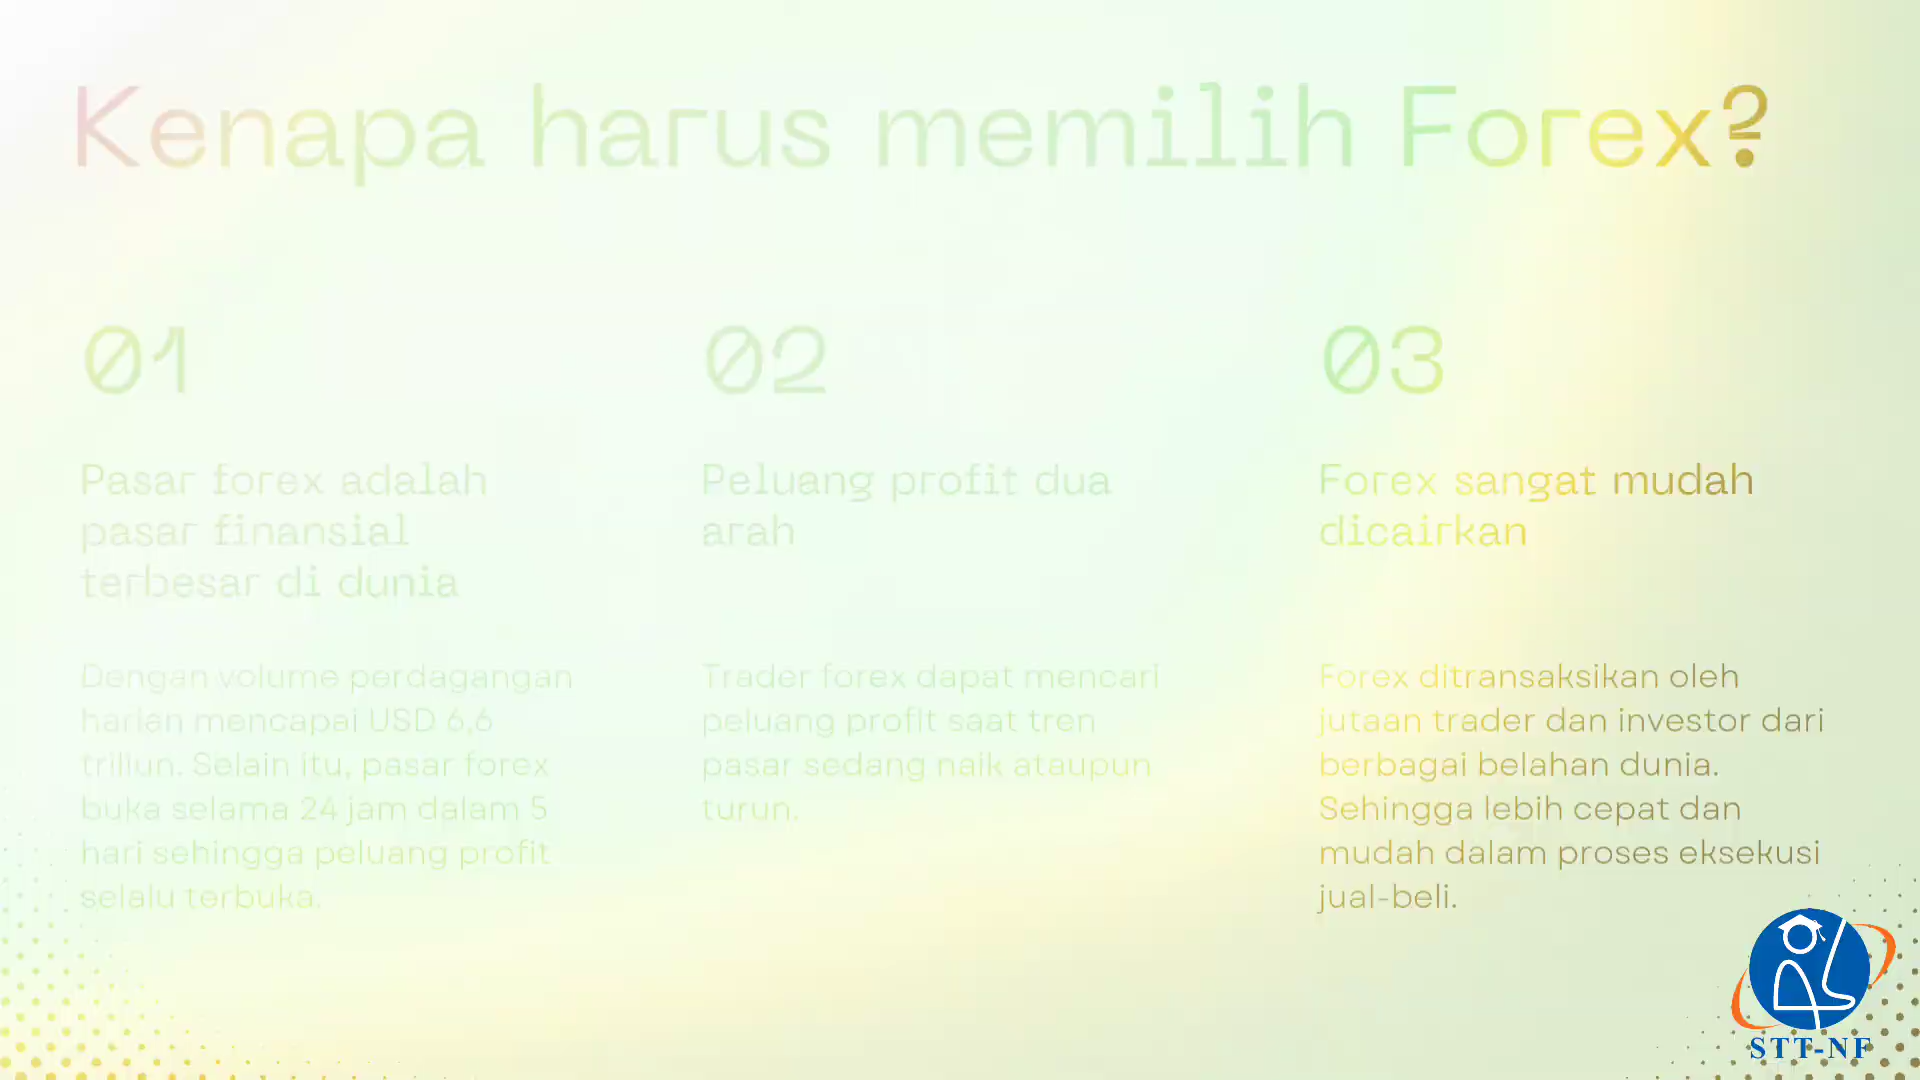 Kenapa harus memilih Forex?
01
Pasar forex adalah
pasar finansial
terbesar di dunia
Dengan volume perdagangan
harian mencapai USD 6,6
triliun. Selain itu, pasar forex
buka selama 24 jam dalam 5
hari sehingga peluang profit
selalu terbuka.
02
Peluang profit dua
arah
Trader forex dapat mencari
peluang profit saat tren
pasar sedang naik ataupun
turun.
03
Forex sangat mudah
dicairkan
Forex ditransaksikan oleh
jutaan trader dan investor dari
berbagai belahan dunia.
Sehingga lebih cepat dan
mudah dalam proses eksekusi
jual-beli.
STT-NF